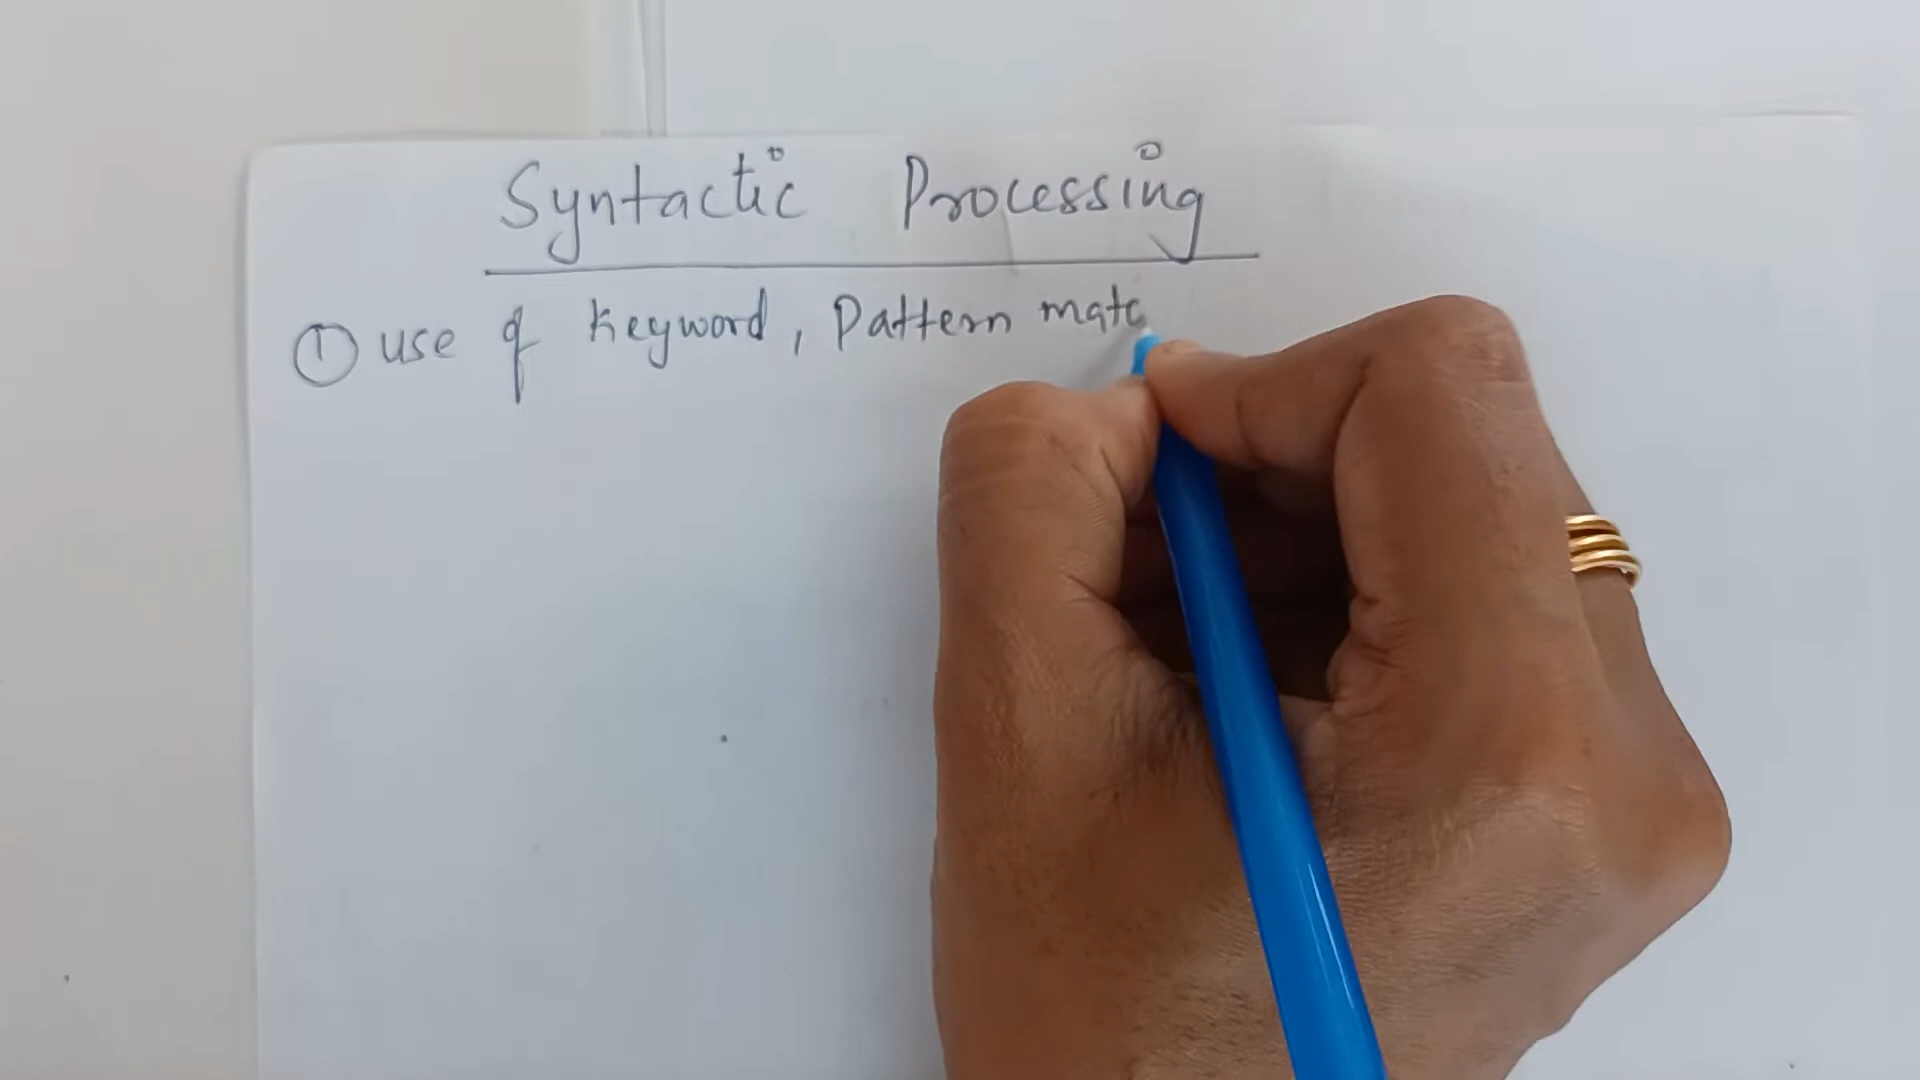 Syntactic Processing
① use of keyword, Pattern matc